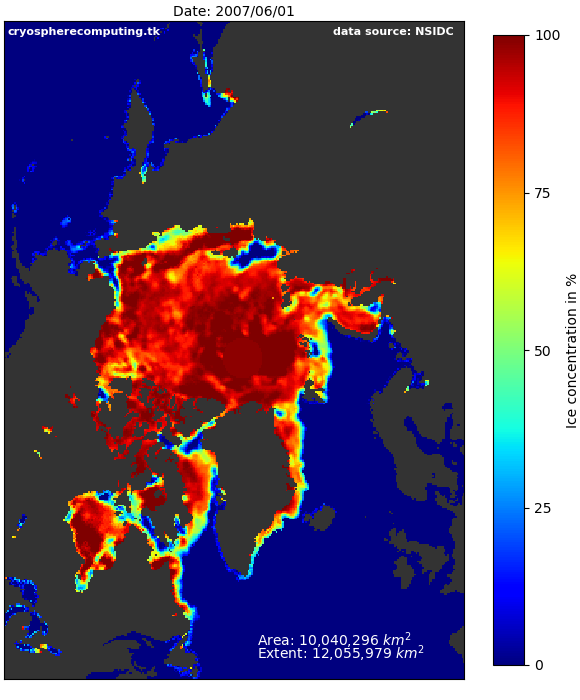 Date: 2007/06/01
cryospherecomputing.tk data source: NSIDC
100
75
50
25
0
Ice concentration in %
Area: 10,040,296 km²
Extent: 12,055,979 km²